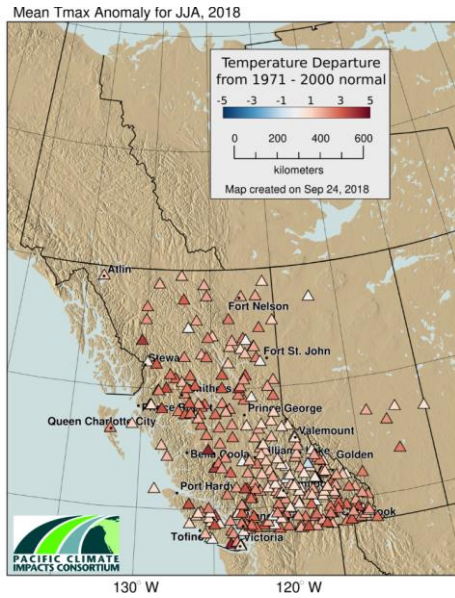 Mean Tmax Anomaly for JJA, 2018
Temperature Departure
from 1971 - 2000 normal
-5 -3 -1 1 3 5
0 200 400 600
kilometers
Map created on Sep 24, 2018
Atlin
Fort Nelson
Stewa
Fort St. John
Prince George
Queen Charlotte City
Valemount
Bella Coola
Golden
Port Hardy
Tofino
Victoria
PACIFIC CLIMATE
IMPACTS CONSORTIUM
130° W 120° W